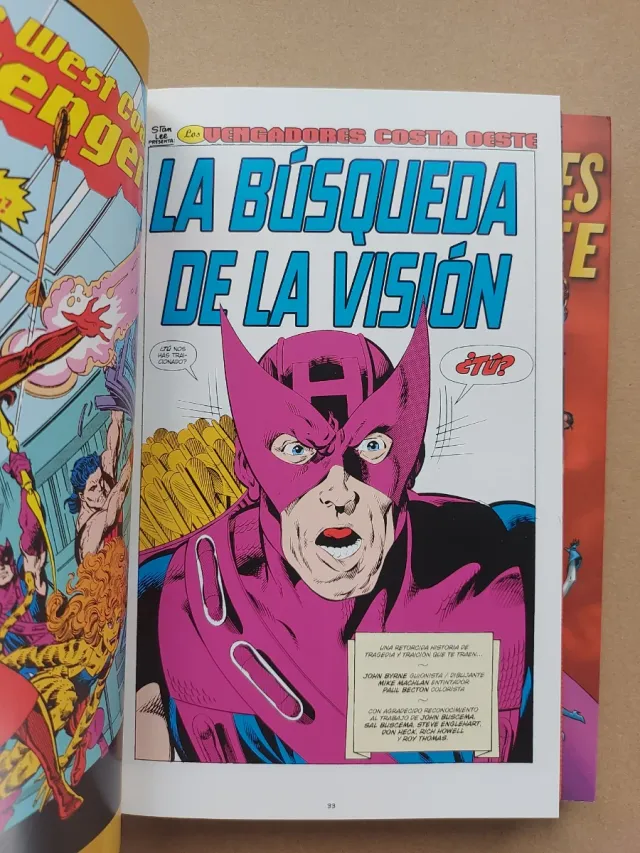 West Co
engen
STAN
LEE
PRESENTA
Los VENGADORES COSTA OESTE
LA BÚSQUEDA
DE LA VISIÓN
¿TÚ NOS
HAS TRAI-
CIONADO?
¿TÚ?
H
UNA RETORCIDA HISTORIA DE
TRAGEDIA Y TRAICIÓN QUE TE TRAEN...
JOHN BYRNE GUIONISTA / DIBUJANTE
MIKE MACHLAN ENTINTADOR
PAUL BECTON COLORISTA
CON AGRADECIDO RECONOCIMIENTO
AL TRABAJO DE JOHN BUSCEMA,
SAL BUSCEMA, STEVE ENGLEHART,
DON HECK, RICH HOWELL
Y ROY THOMAS.
33
ES
TE